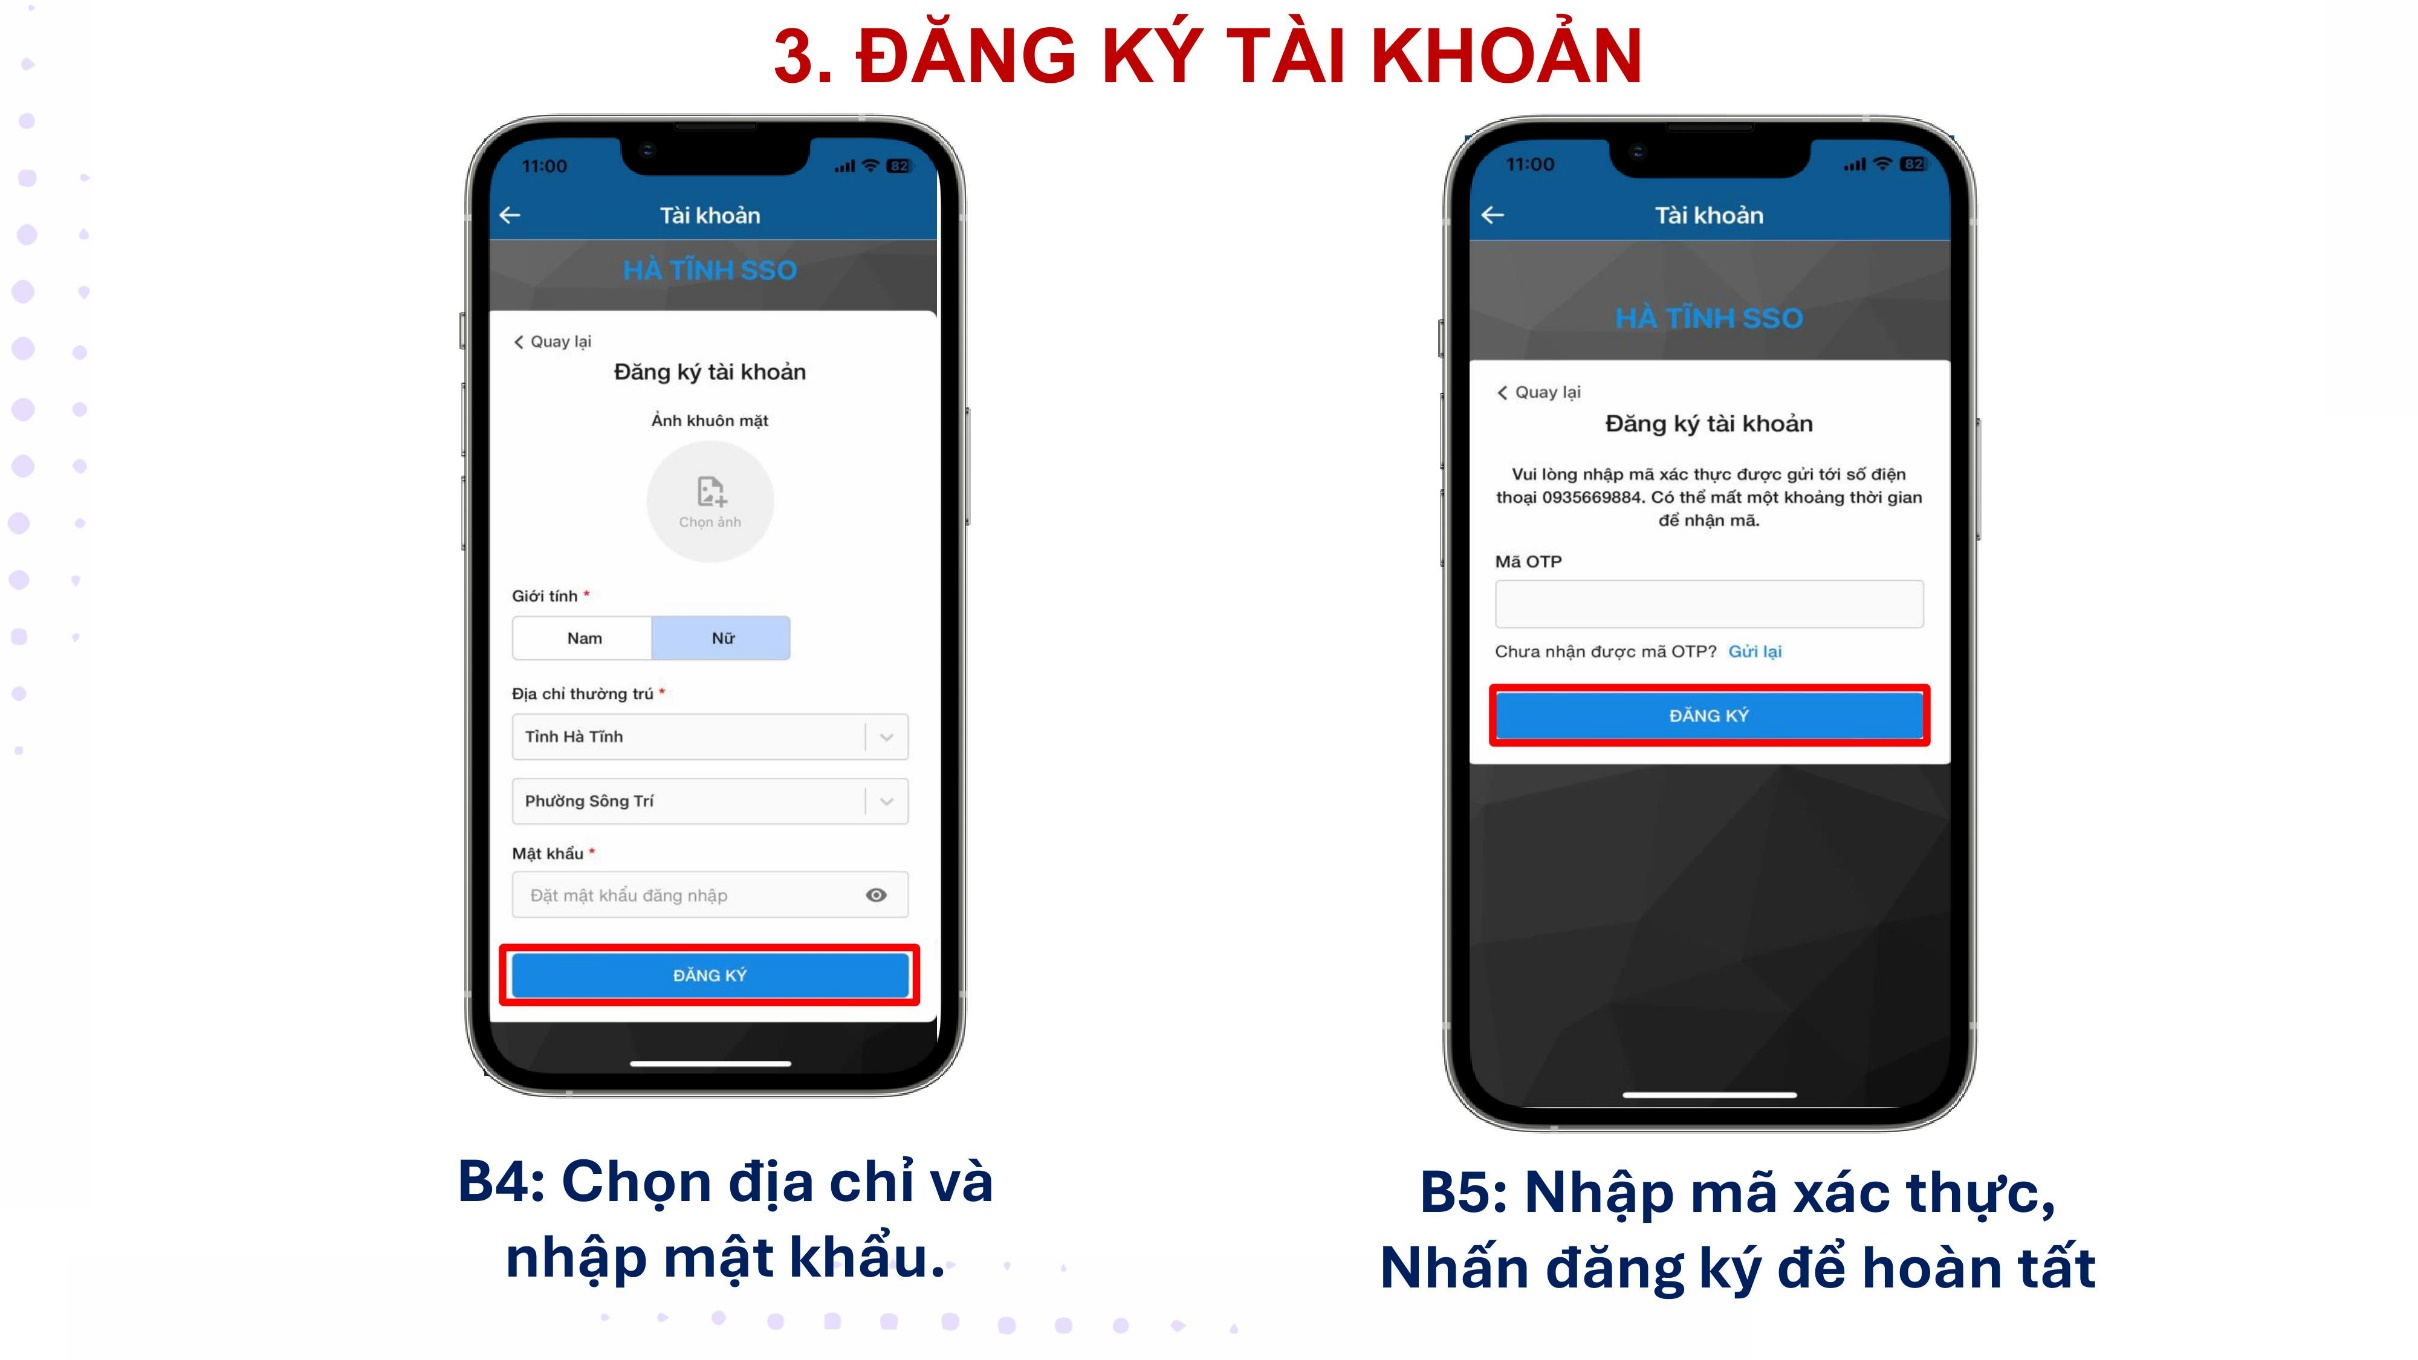 3. ĐĂNG KÝ TÀI KHOẢN
11:00
82
Tài khoản
HÀ TĨNH SSO
Quay lại
Đăng ký tài khoản
Ảnh khuôn mặt
Chọn ảnh
Giới tính *
Nam
Nữ
Địa chỉ thường trú *
Tỉnh Hà Tĩnh
Phường Sông Trí
Mật khẩu *
Đặt mật khẩu đăng nhập
ĐĂNG KÝ
B4: Chọn địa chỉ và
nhập mật khẩu.
11:00
82
Tài khoản
HÀ TĨNH SSO
Quay lại
Đăng ký tài khoản
Vui lòng nhập mã xác thực được gửi tới số điện
thoại 0935669884. Có thể mất một khoảng thời gian
để nhận mã.
Mã OTP
Chưa nhận được mã OTP? Gửi lại
ĐĂNG KÝ
B5: Nhập mã xác thực,
Nhấn đăng ký để hoàn tất